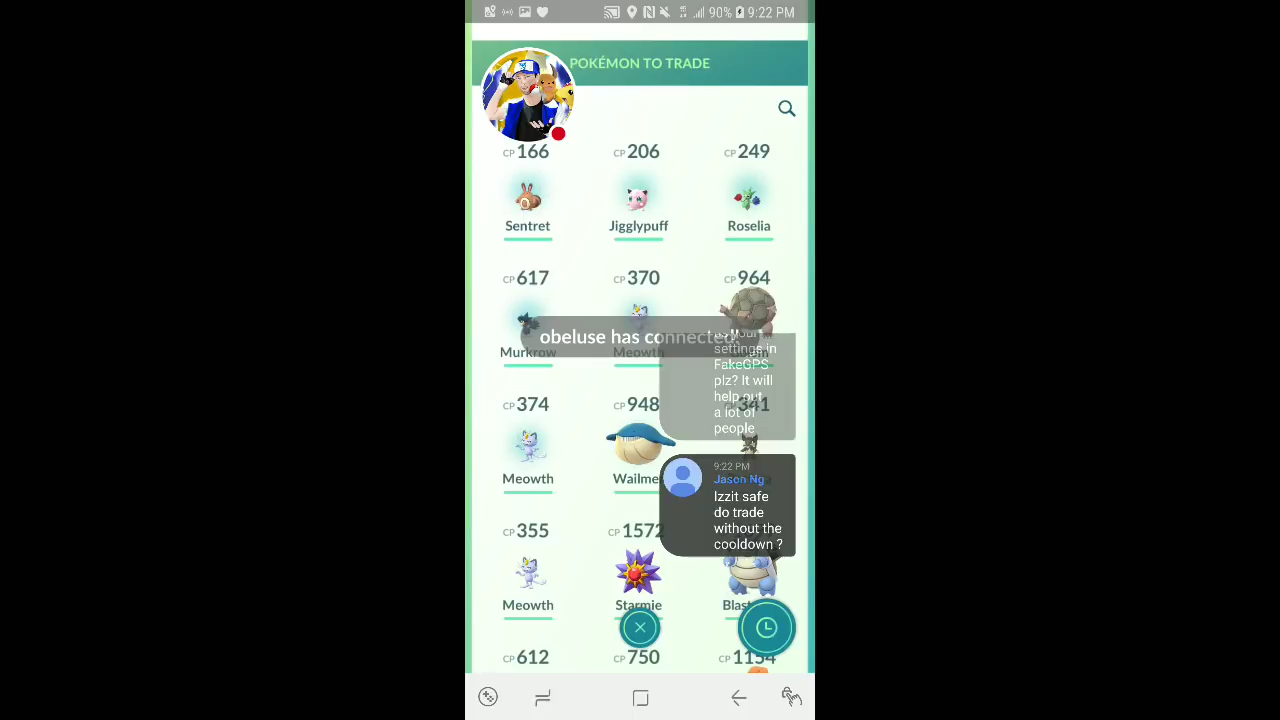 90% 9:22 PM
POKÉMON TO TRADE
CP 166 CP 206 CP 249
Sentret Jigglypuff Roselia
CP 617 CP 370 CP 964
obeluse has connected!
Murkrow Meowth
settings in
FakeGPS
plz? It will
help out
a lot of
people
CP 374 CP 948 341
9:22 PM
Jason Ng
Izzit safe
do trade
without the
cooldown ?
Meowth Wailme
CP 355 CP 1572
Meowth Starmie Blast
CP 612 CP 750 CP 1154